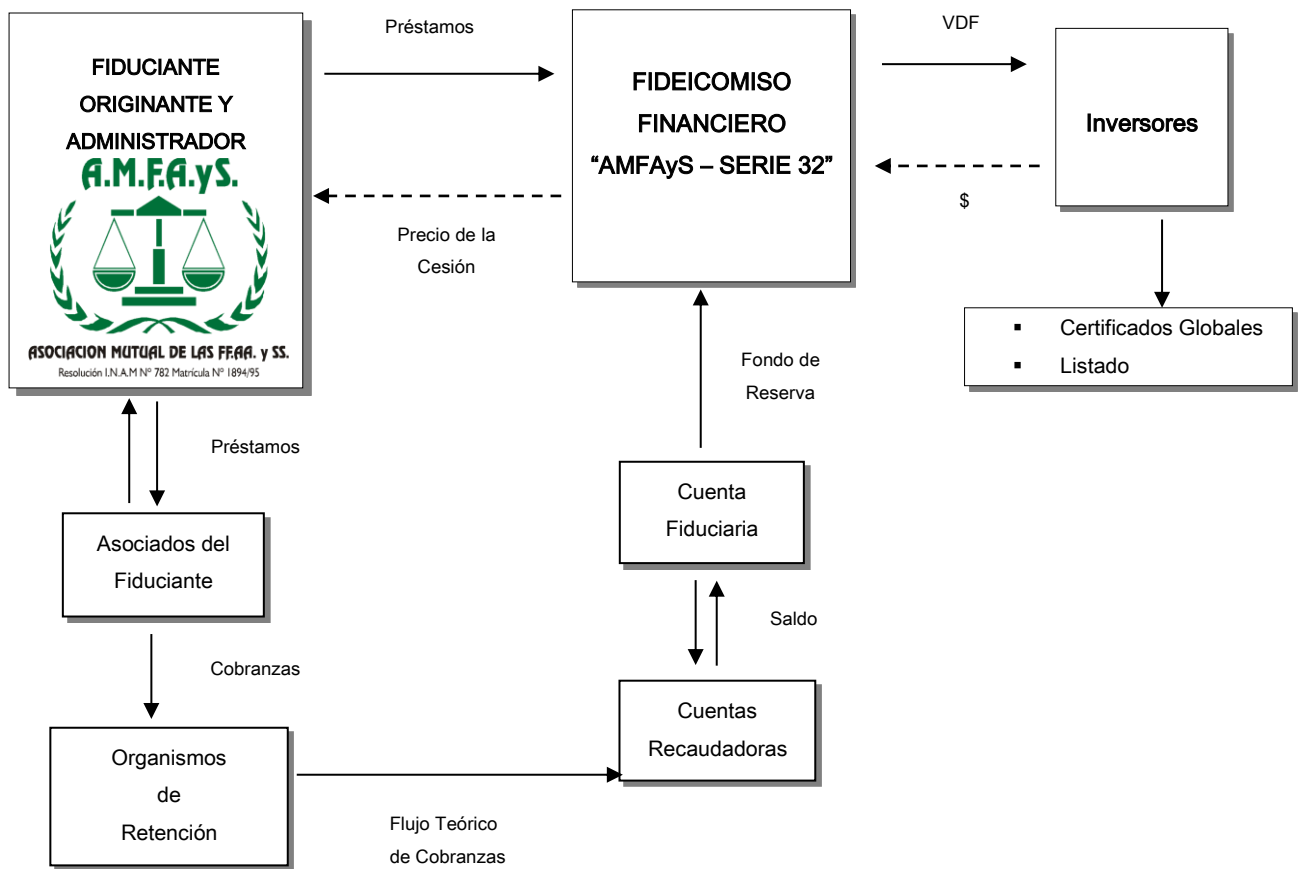 Préstamos
VDF
FIDUCIANTE
ORIGINANTE Y
ADMINISTRADOR
A.M.F.A.yS.
ASOCIACION MUTUAL DE LAS FF.AA. y SS.
Resolución I.N.A.M Nº 782 Matrícula Nº 1894/95
FIDEICOMISO
FINANCIERO
“AMFAyS – SERIE 32”
Inversores
$
Precio de la
Cesión
▪ Certificados Globales
▪ Listado
Fondo de
Reserva
Préstamos
Cuenta
Fiduciaria
Asociados del
Fiduciante
Saldo
Cobranzas
Cuentas
Recaudadoras
Organismos
de
Retención
Flujo Teórico
de Cobranzas